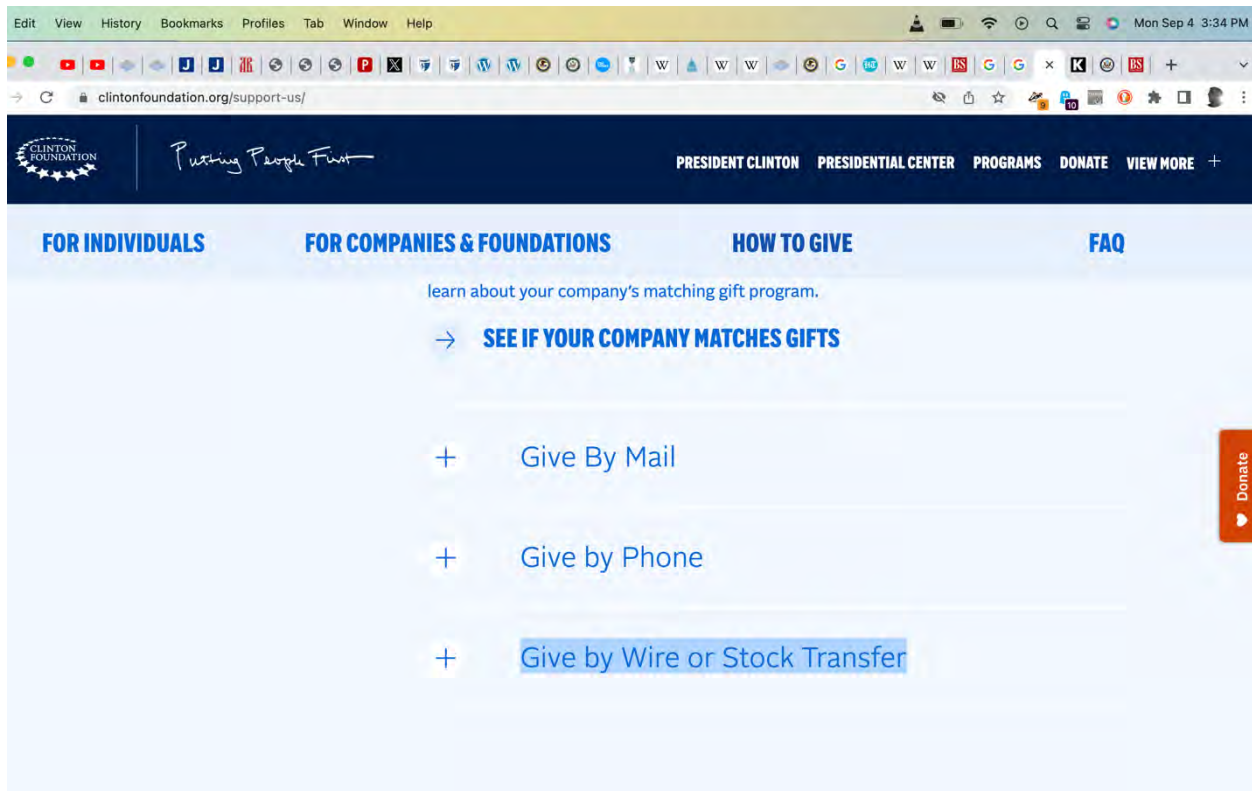 Edit View History Bookmarks Profiles Tab Window Help Mon Sep 4 3:34 PM
clintonfoundation.org/support-us/ 9 10
CLINTON
FOUNDATION
Putting People First
PRESIDENT CLINTON PRESIDENTIAL CENTER PROGRAMS DONATE VIEW MORE +
FOR INDIVIDUALS FOR COMPANIES & FOUNDATIONS HOW TO GIVE FAQ
learn about your company's matching gift program.
→ SEE IF YOUR COMPANY MATCHES GIFTS
+ Give By Mail
Donate
+ Give by Phone
+ Give by Wire or Stock Transfer